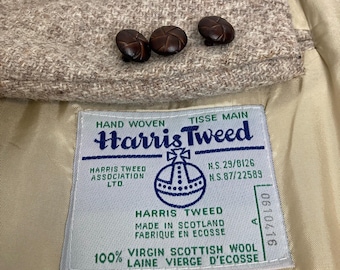 HAND WOVEN TISSE MAIN
Harris Tweed
HARRIS TWEED
ASSOCIATION
LTD.
N.S.29/8126
N.S.87/22589
HARRIS TWEED
MADE IN SCOTLAND
FABRIQUE EN ECOSSE
100% VIRGIN SCOTTISH WOOL
LAINE VIERGE D'ECOSSE
A 0610416